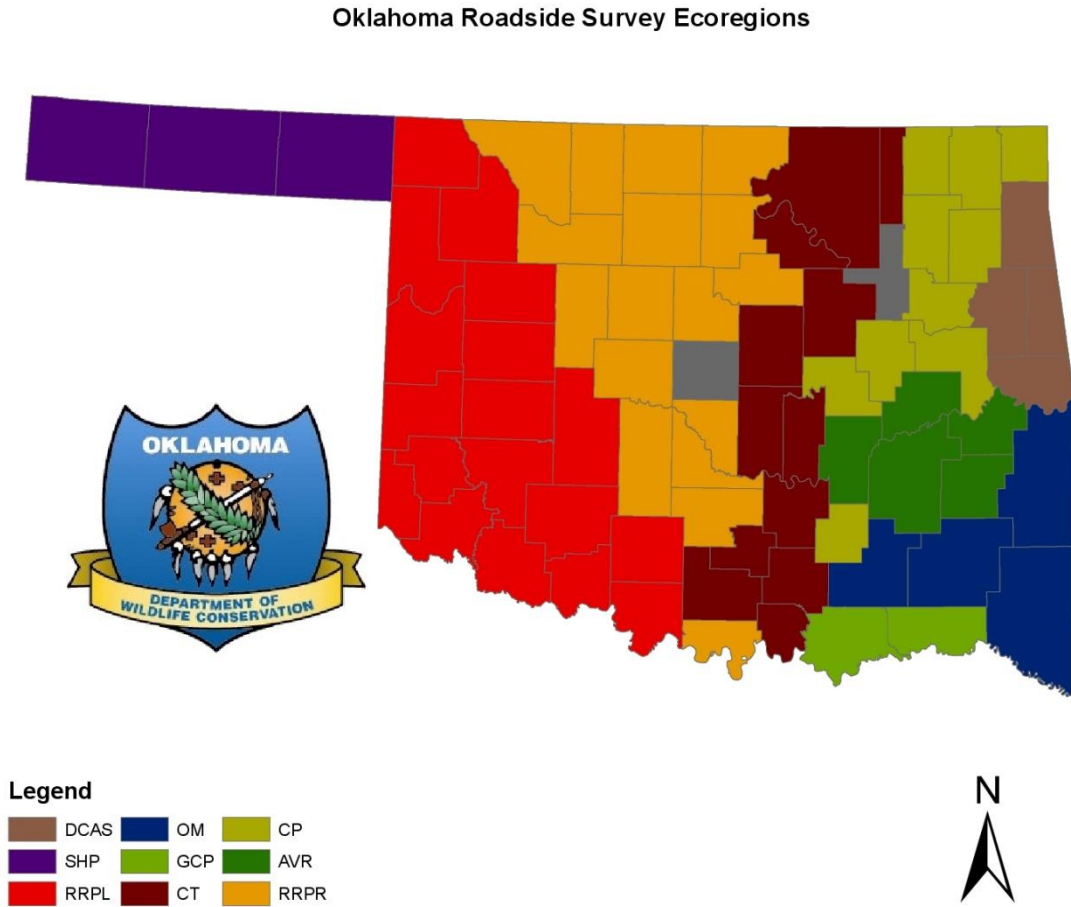 Oklahoma Roadside Survey Ecoregions
OKLAHOMA
DEPARTMENT OF
WILDLIFE CONSERVATION
Legend
DCAS OM CP
SHP GCP AVR
RRPL CT RRPR
N